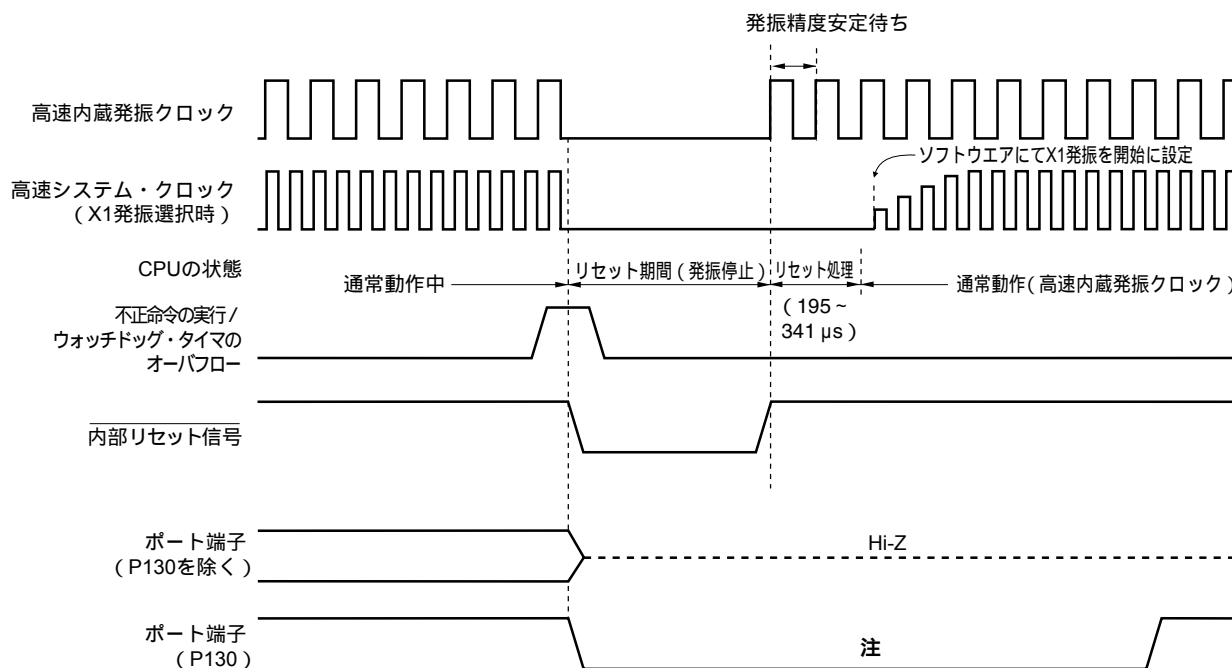 発振精度安定待ち
高速内蔵発振クロック
ソフトウエアにてX1発振を開始に設定
高速システム・クロック
（X1発振選択時）
CPUの状態
通常動作中
リセット期間（発振停止）
リセット処理
通常動作（高速内蔵発振クロック）
（195～
341 µs）
不正命令の実行/
ウォッチドッグ・タイマの
オーバフロー
内部リセット信号
ポート端子
（P130を除く）
Hi-Z
ポート端子
（P130）
注